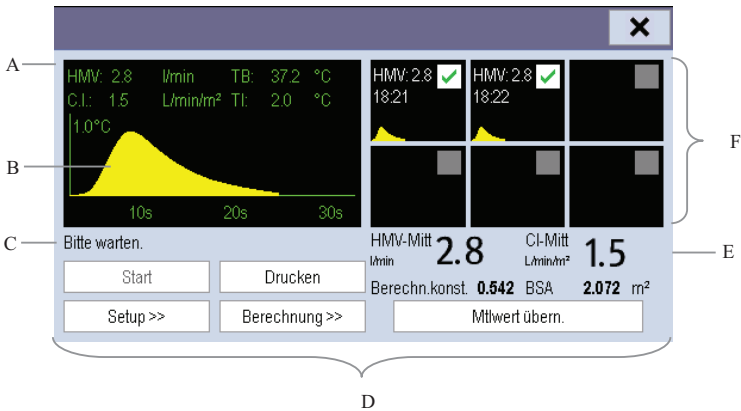 A
HMV: 2.8 l/min TB: 37.2 °C
C.I.: 1.5 L/min/m² TI: 2.0 °C
1.0°C
B
10s 20s 30s
HMV: 2.8
18:21
HMV: 2.8
18:22
F
C
Bitte warten.
Start
Drucken
Setup >>
Berechnung >>
HMV-Mitt 2.8
l/min
CI-Mitt 1.5
L/min/m²
E
Berechn.konst. 0.542 BSA 2.072 m²
Mtlwert übern.
D